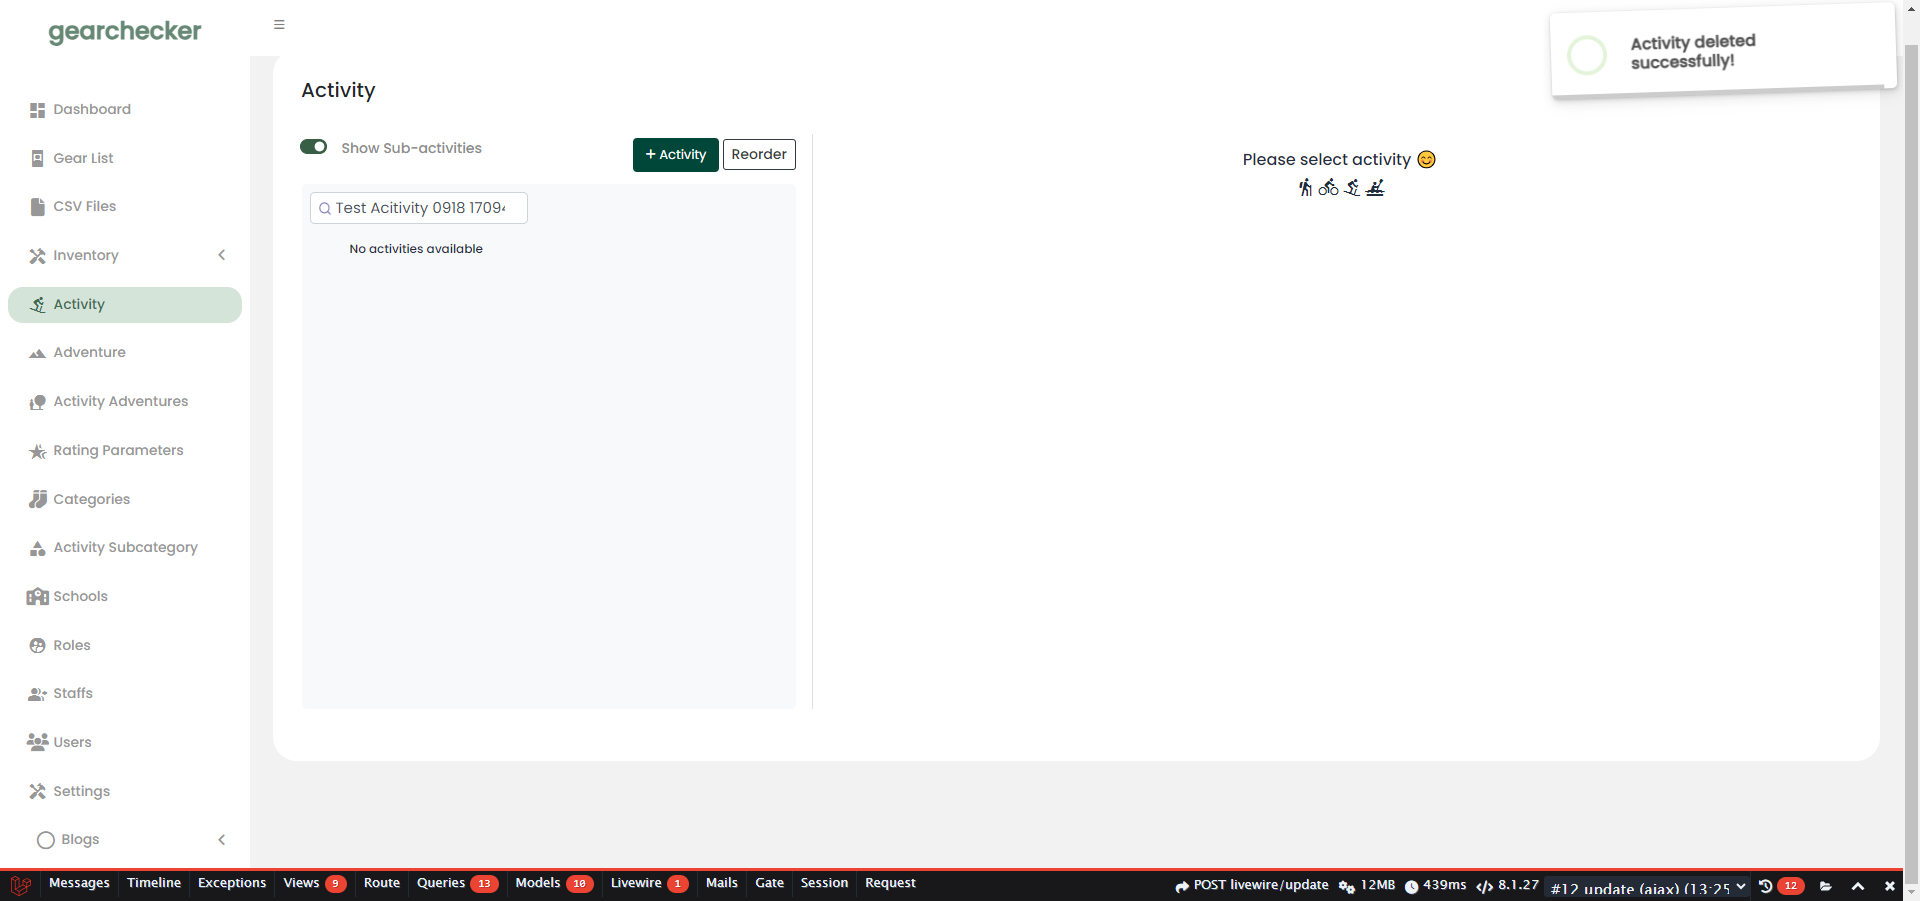 gearchecker
Activity deleted
successfully!
Dashboard
Gear List
CSV Files
Inventory
Activity
Adventure
Activity Adventures
Rating Parameters
Categories
Activity Subcategory
Schools
Roles
Staffs
Users
Settings
Blogs
Activity
Show Sub-activities
+ Activity
Reorder
Test Acitivity 0918 1709
No activities available
Please select activity 😊
Messages
Timeline
Exceptions
Views 9
Route
Queries 13
Models 10
Livewire 1
Mails
Gate
Session
Request
POST livewire/update
12MB
439ms
8.1.27
#12 update (ajax) (13:25
12